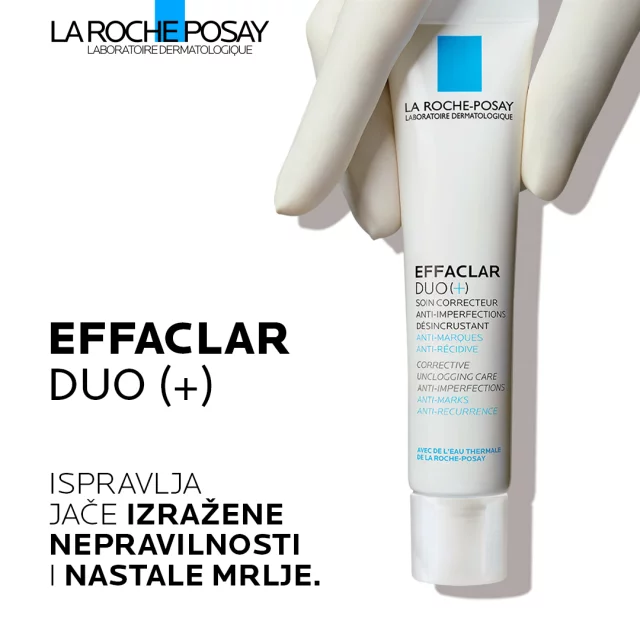 LA ROCHE POSAY
LABORATOIRE DERMATOLOGIQUE
LA ROCHE-POSAY
LABORATOIRE DERMATOLOGIQUE
EFFACLAR
DUO(+)
SOIN CORRECTEUR
ANTI-IMPERFECTIONS
DÉSINCRUSTANT
ANTI-MARQUES
ANTI-RÉCIDIVE
CORRECTIVE
UNCLOGGING CARE
ANTI-IMPERFECTIONS
ANTI-MARKS
ANTI-RECURRENCE
AVEC DE L'EAU THERMALE
DE LA ROCHE-POSAY
EFFACLAR
DUO (+)
ISPRAVLJA
JAČE IZRAŽENE
NEPRAVILNOSTI
I NASTALE MRLJE.